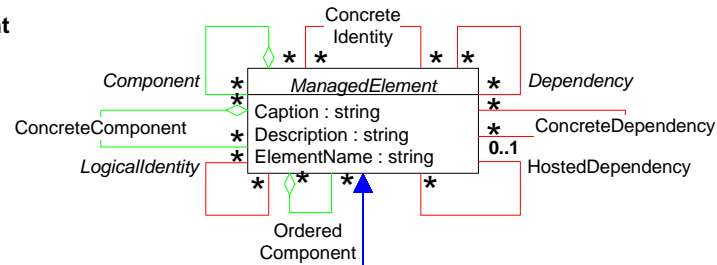 nt
Concrete
Identity
* * * *
Component * ManagedElement * Dependency
*
Caption : string *
ConcreteComponent Description : string * ConcreteDependency
* 0..1
LogicalIdentity * ElementName : string HostedDependency
* * * *
Ordered
Component